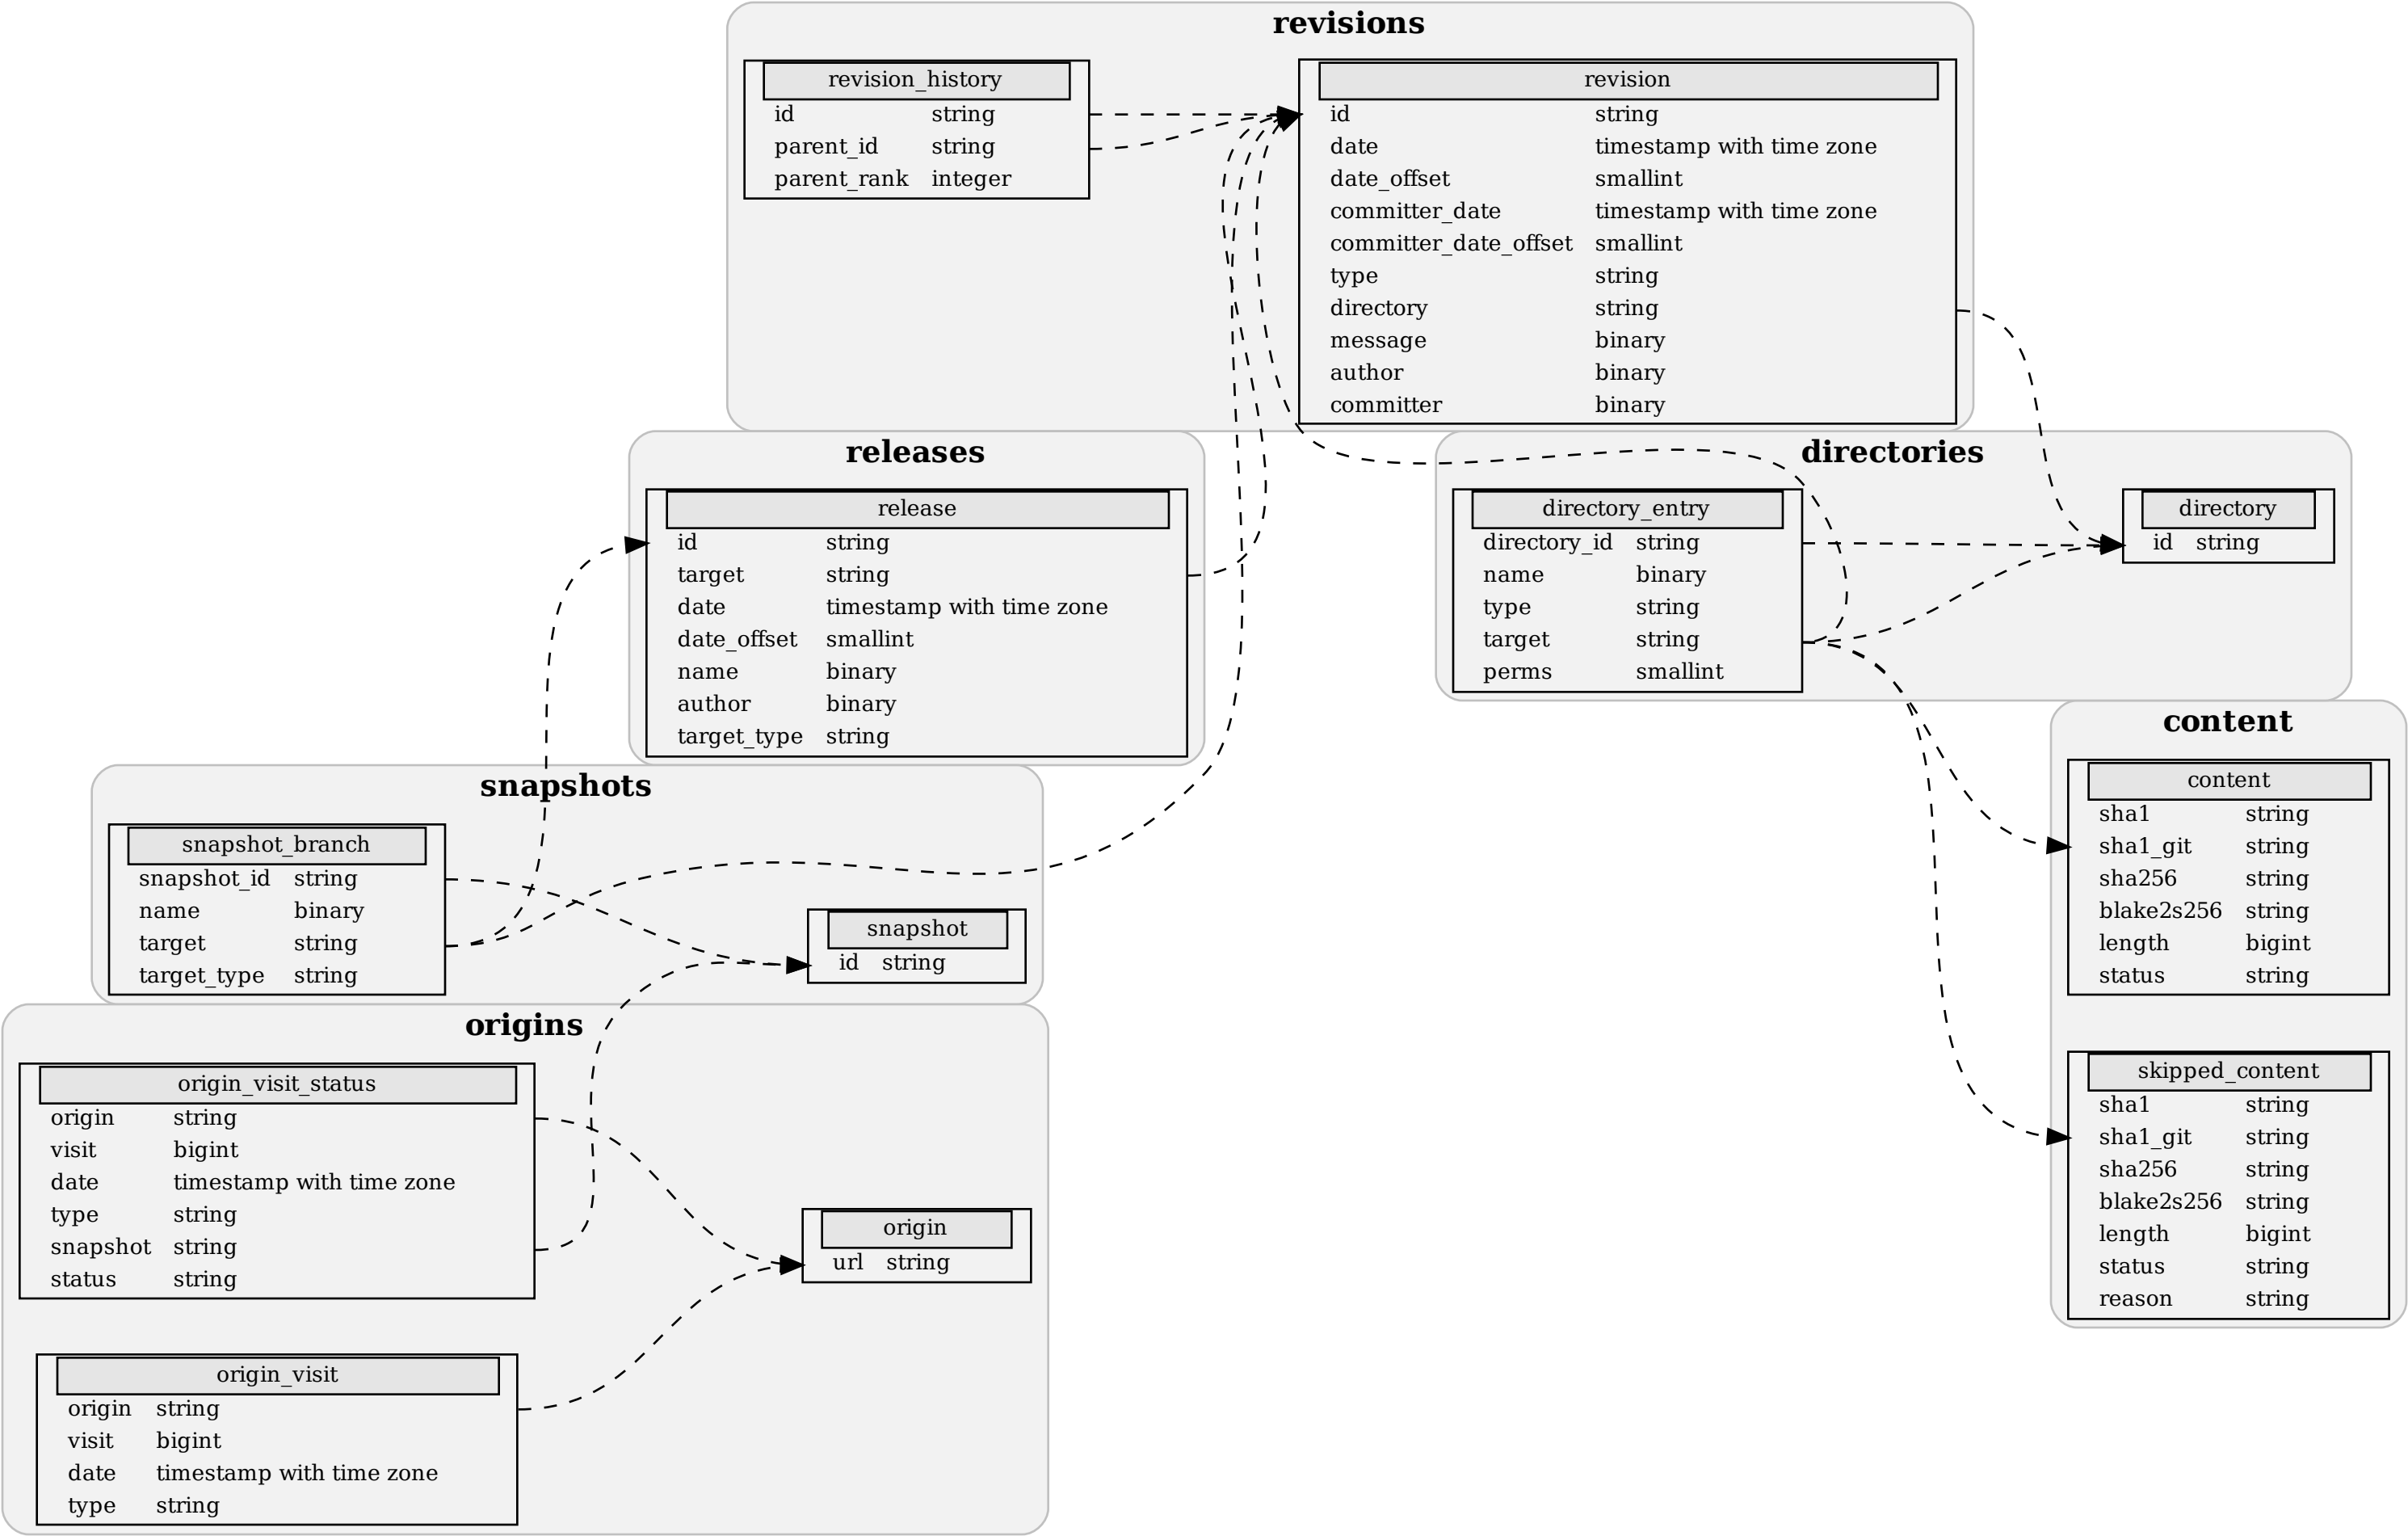 revisions
revision_history
id string
parent_id string
parent_rank integer
revision
id string
date timestamp with time zone
date_offset smallint
committer_date timestamp with time zone
committer_date_offset smallint
type string
directory string
message binary
author binary
committer binary
releases
release
id string
target string
date timestamp with time zone
date_offset smallint
name binary
author binary
target_type string
directories
directory_entry
directory_id string
name binary
type string
target string
perms smallint
directory
id string
content
content
sha1 string
sha1_git string
sha256 string
blake2s256 string
length bigint
status string
skipped_content
sha1 string
sha1_git string
sha256 string
blake2s256 string
length bigint
status string
reason string
snapshots
snapshot_branch
snapshot_id string
name binary
target string
target_type string
snapshot
id string
origins
origin_visit_status
origin string
visit bigint
date timestamp with time zone
type string
snapshot string
status string
origin
url string
origin_visit
origin string
visit bigint
date timestamp with time zone
type string